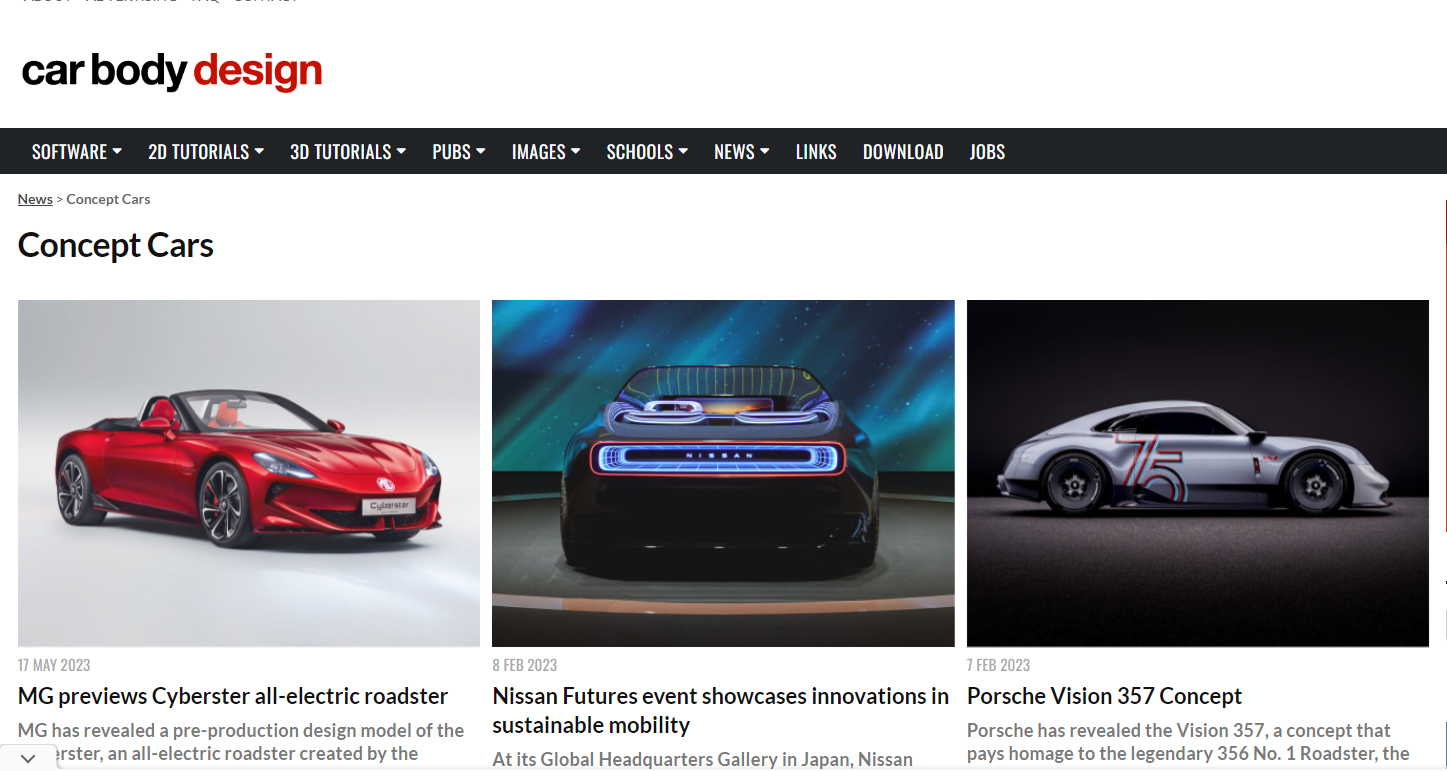 ABOUT ADVERTISING FAQ CONTACT
car body design
SOFTWARE 2D TUTORIALS 3D TUTORIALS PUBS IMAGES SCHOOLS NEWS LINKS DOWNLOAD JOBS
News > Concept Cars
Concept Cars
Cyberster
NISSAN
75
17 MAY 2023
MG previews Cyberster all-electric roadster
MG has revealed a pre-production design model of the
erster, an all-electric roadster created by the
8 FEB 2023
Nissan Futures event showcases innovations in
sustainable mobility
At its Global Headquarters Gallery in Japan, Nissan
7 FEB 2023
Porsche Vision 357 Concept
Porsche has revealed the Vision 357, a concept that
pays homage to the legendary 356 No. 1 Roadster, the